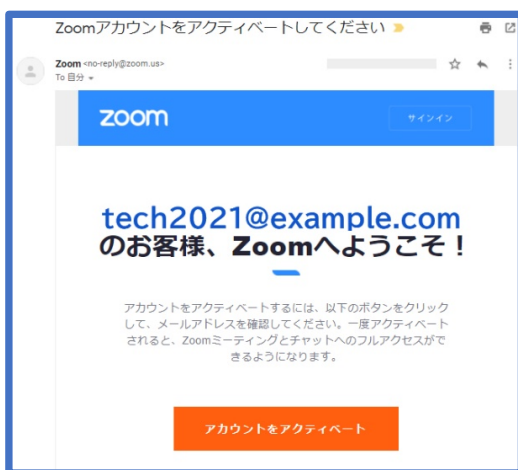 Zoomアカウントをアクティベートしてください
Zoom <no-reply@zoom.us>
To 自分
zoom
サインイン
tech2021@example.com
のお客様、Zoomへようこそ！
アカウントをアクティベートするには、以下のボタンをクリック
して、メールアドレスを確認してください。一度アクティベート
されると、Zoomミーティングとチャットへのフルアクセスがで
きるようになります。
アカウントをアクティベート